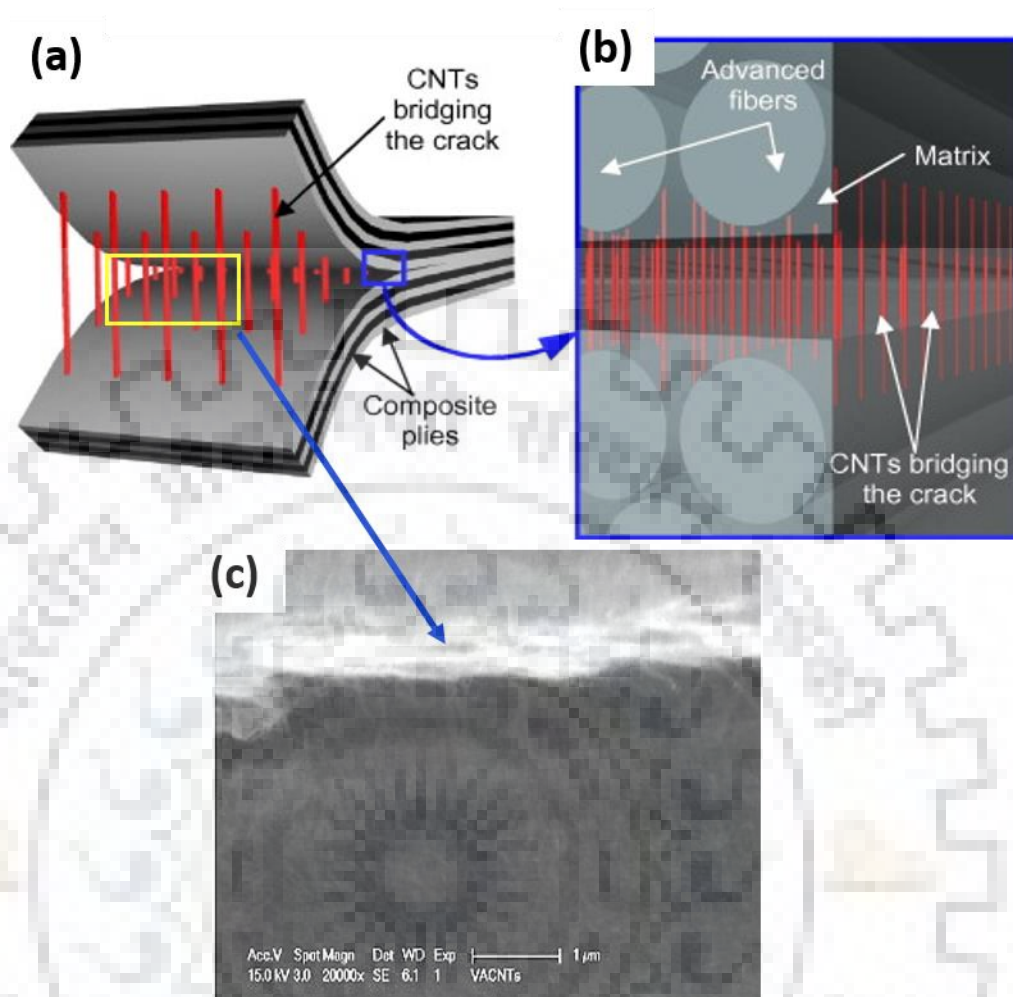 (a)
CNTs
bridging
the crack
Composite
plies
(b)
Advanced
fibers
Matrix
CNTs bridging
the crack
(c)
Acc.V Spot Magn Det WD Exp 1 μm
15.0 kV 3.0 20000x SE 6.1 1 VACNTs